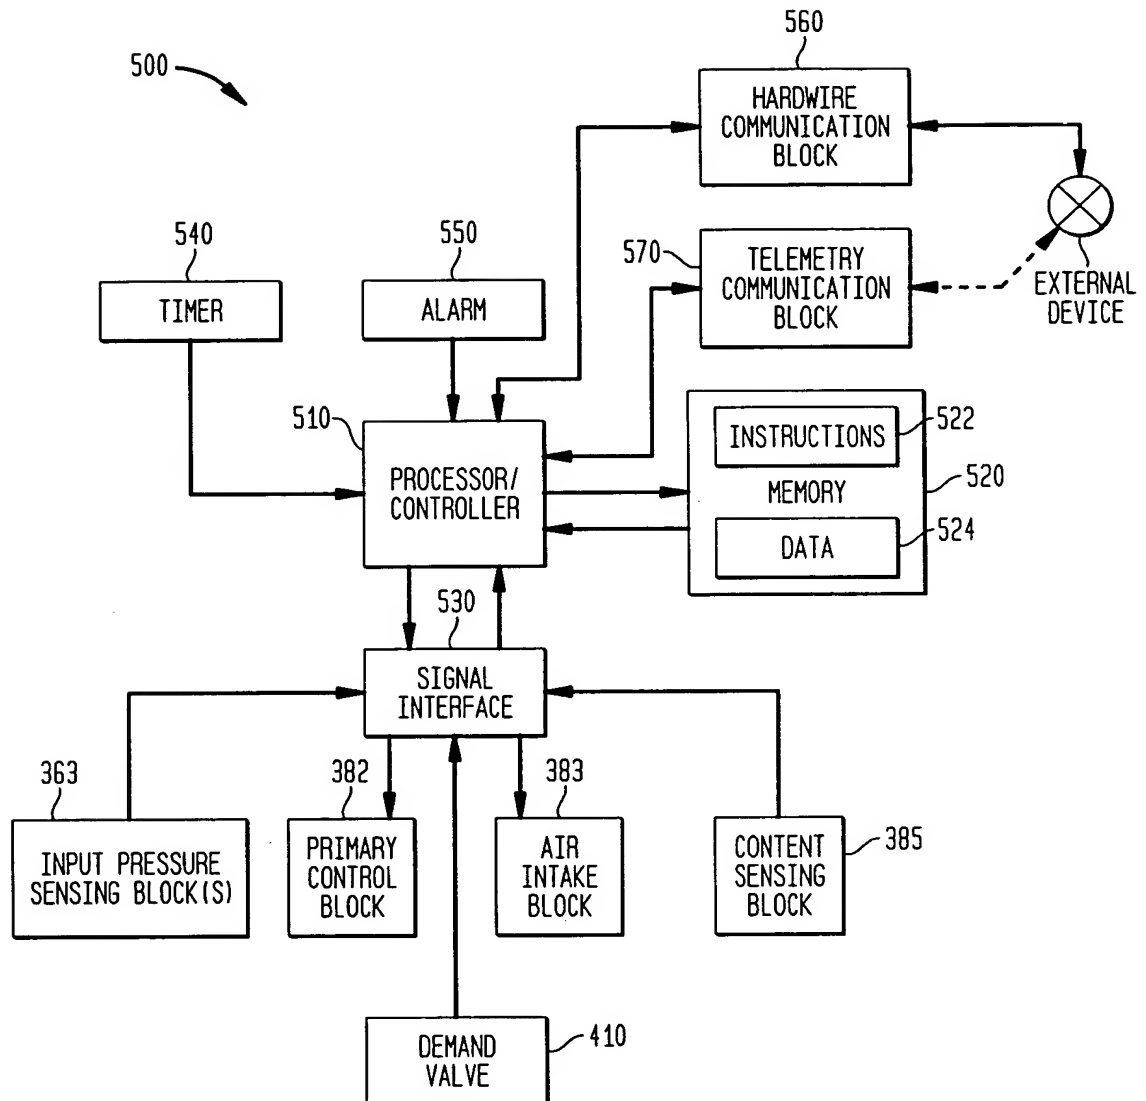 560
500
HARDWIRE
COMMUNICATION
BLOCK
540
550
570
TELEMETRY
COMMUNICATION
BLOCK
EXTERNAL
DEVICE
TIMER
ALARM
510
PROCESSOR/
CONTROLLER
INSTRUCTIONS
522
MEMORY
520
DATA
524
530
SIGNAL
INTERFACE
363
382
383
INPUT PRESSURE
SENSING BLOCK(S)
PRIMARY
CONTROL
BLOCK
AIR
INTAKE
BLOCK
CONTENT
SENSING
BLOCK
385
DEMAND
VALVE
410